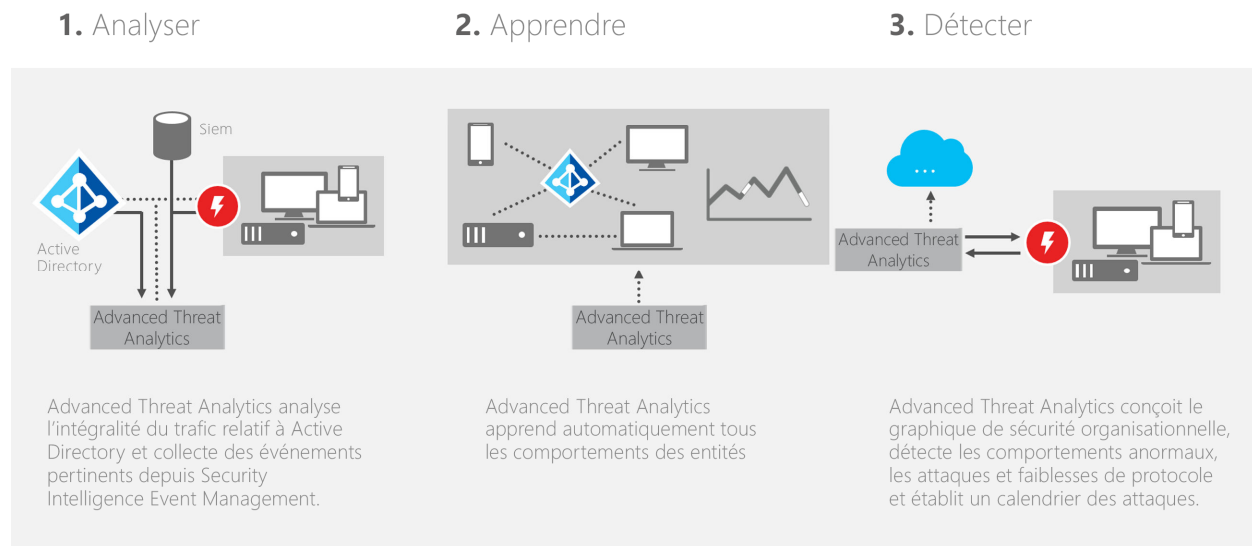 1. Analyser
2. Apprendre
3. Détecter
Siem
Active
Directory
Advanced Threat
Analytics
Advanced Threat
Analytics
Advanced Threat
Analytics
Advanced Threat Analytics analyse
l'intégralité du trafic relatif à Active
Directory et collecte des événements
pertinents depuis Security
Intelligence Event Management.
Advanced Threat Analytics
apprend automatiquement tous
les comportements des entités
Advanced Threat Analytics conçoit le
graphique de sécurité organisationnelle,
détecte les comportements anormaux,
les attaques et faiblesses de protocole
et établit un calendrier des attaques.